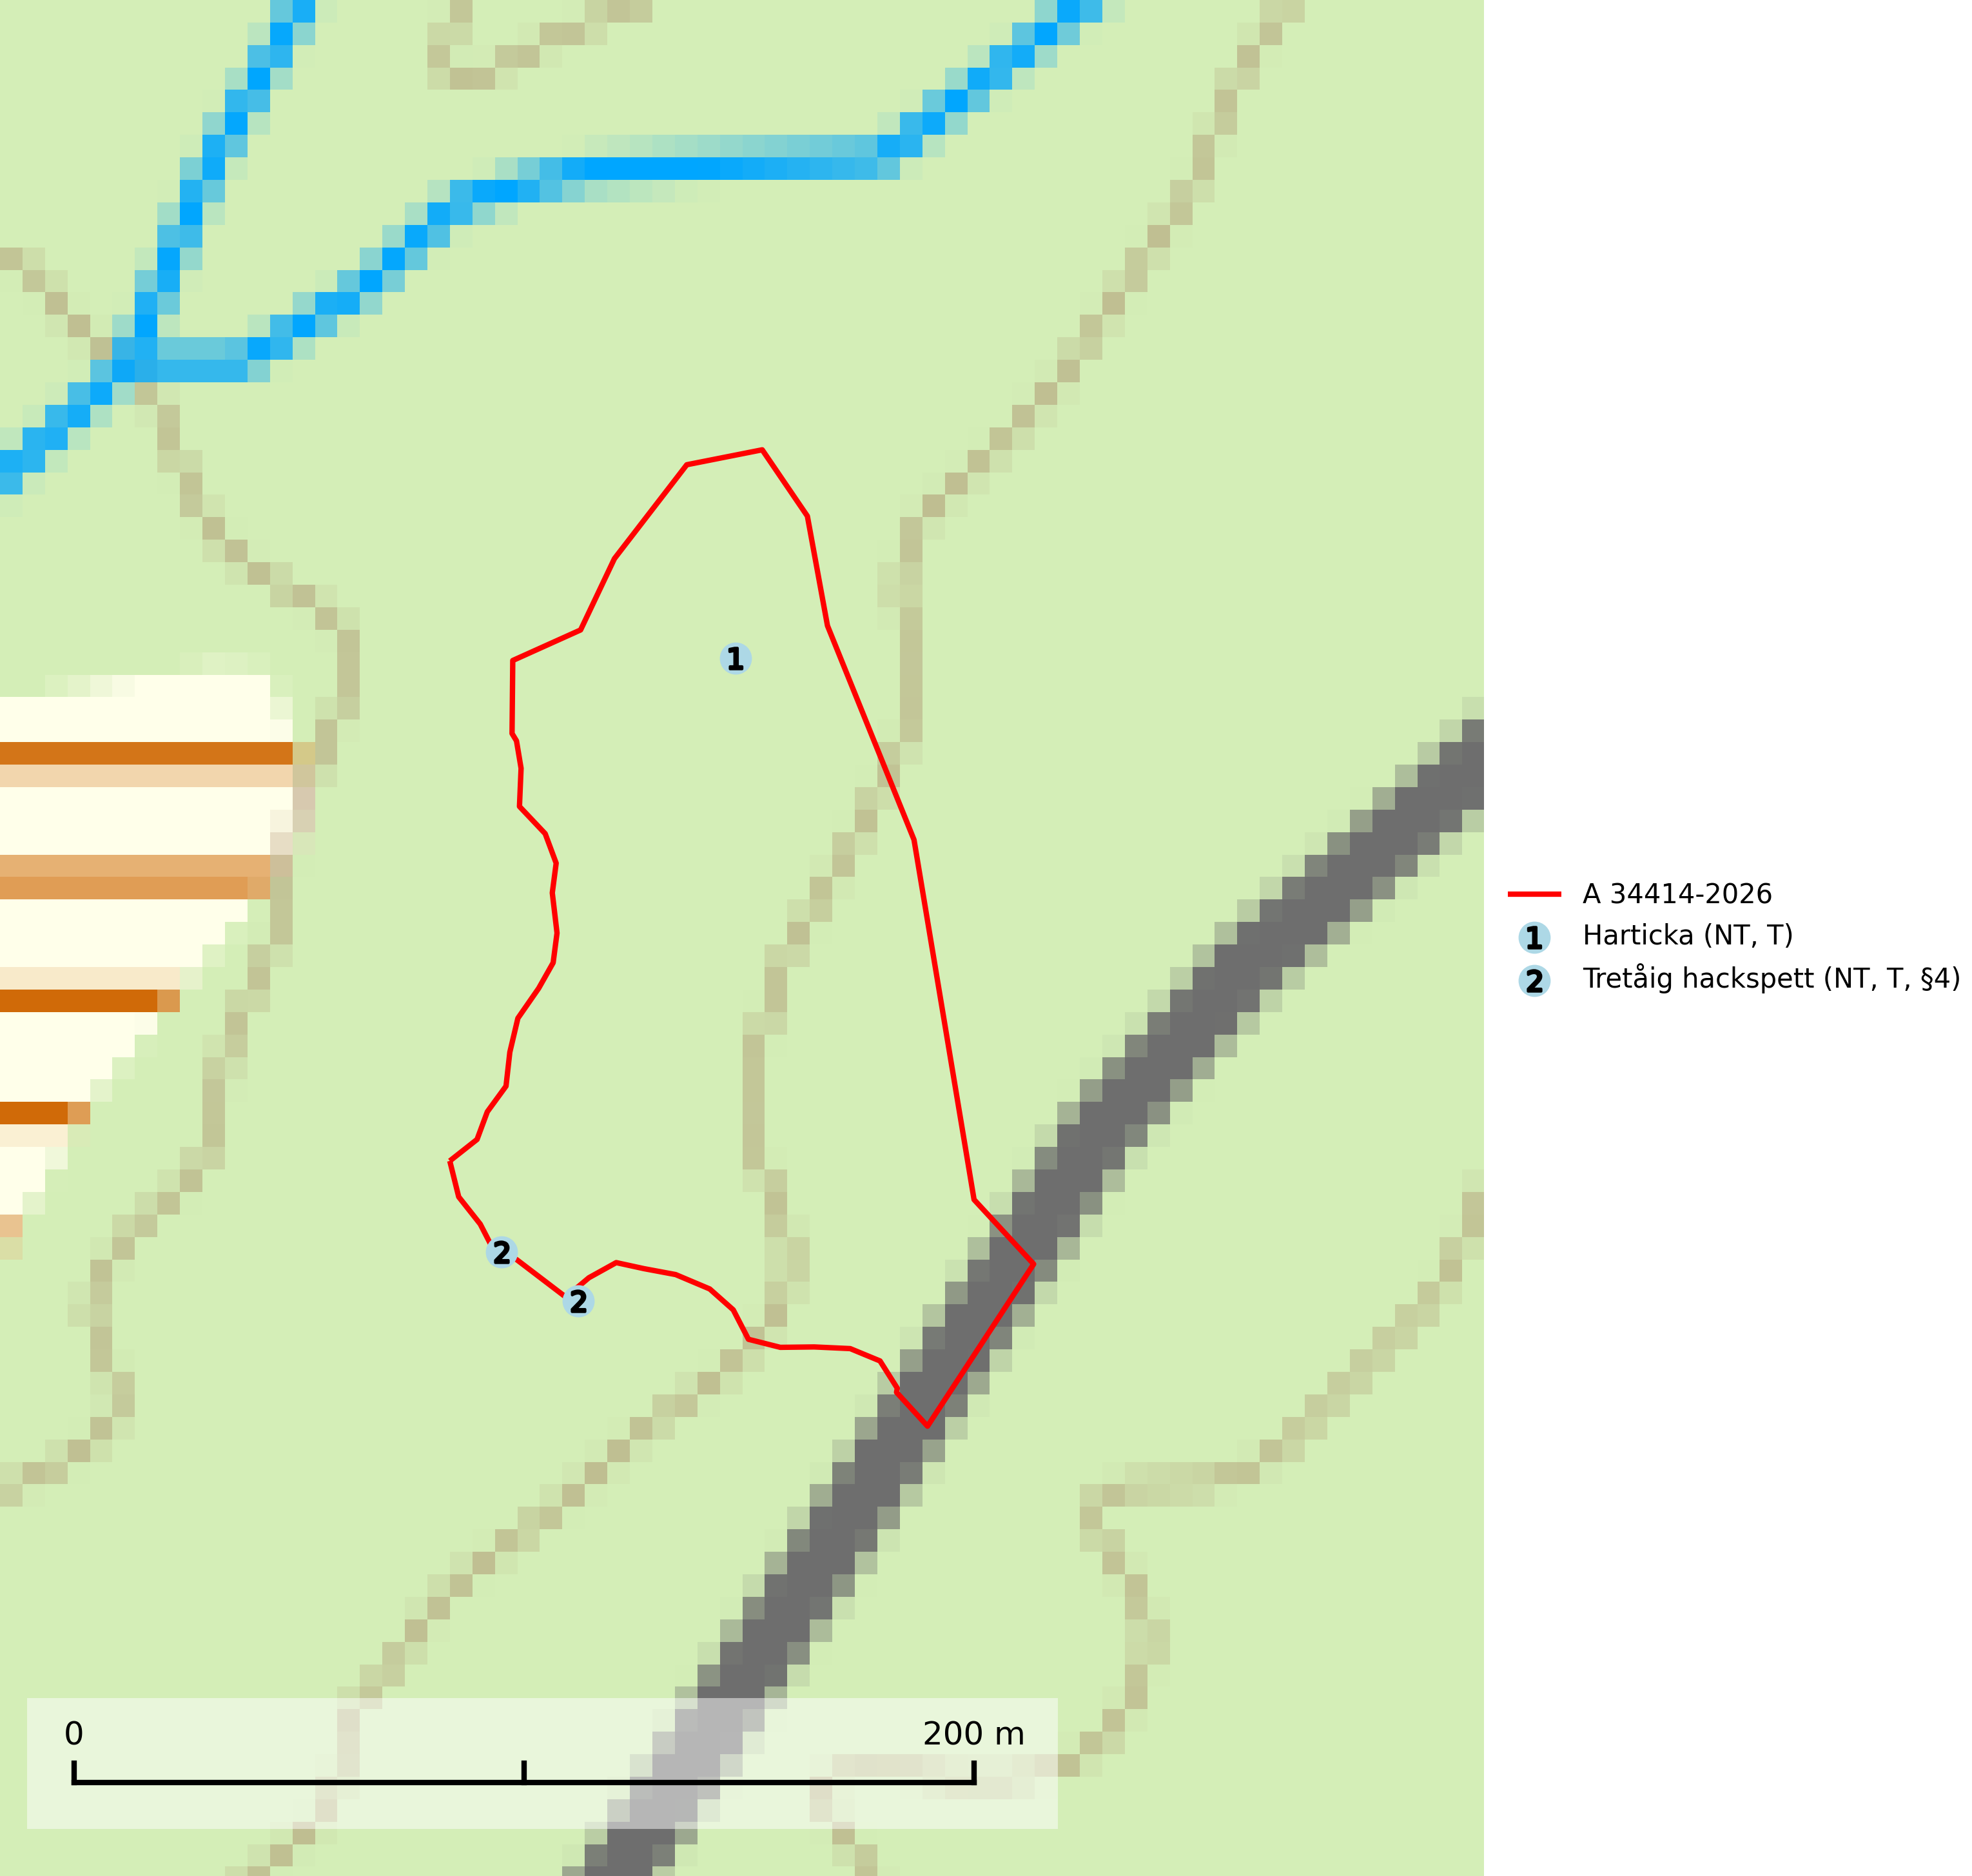 1
2
2
A 34414-2026
1 Harticka (NT, T)
2 Tretåig hackspett (NT, T, §4)
0 200 m